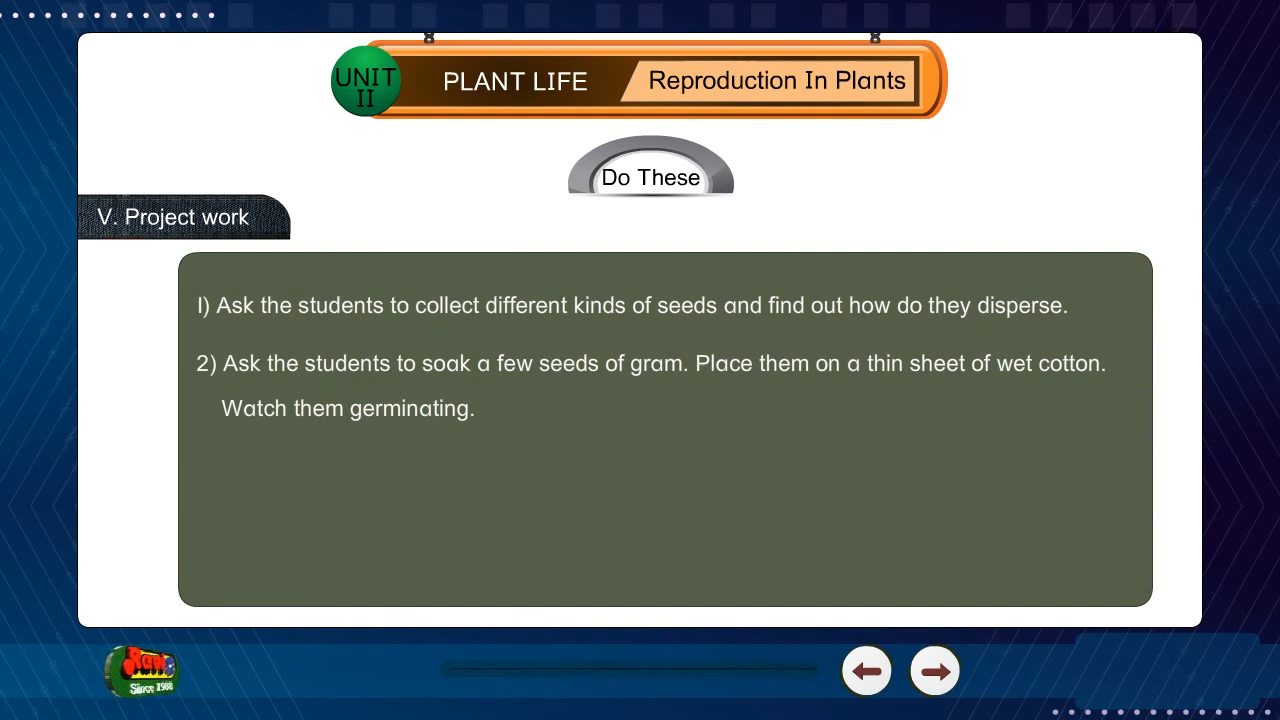 UNIT
II
PLANT LIFE
Reproduction In Plants
Do These
V. Project work
I) Ask the students to collect different kinds of seeds and find out how do they disperse.
2) Ask the students to soak a few seeds of gram. Place them on a thin sheet of wet cotton.
Watch them germinating.
Since 1968